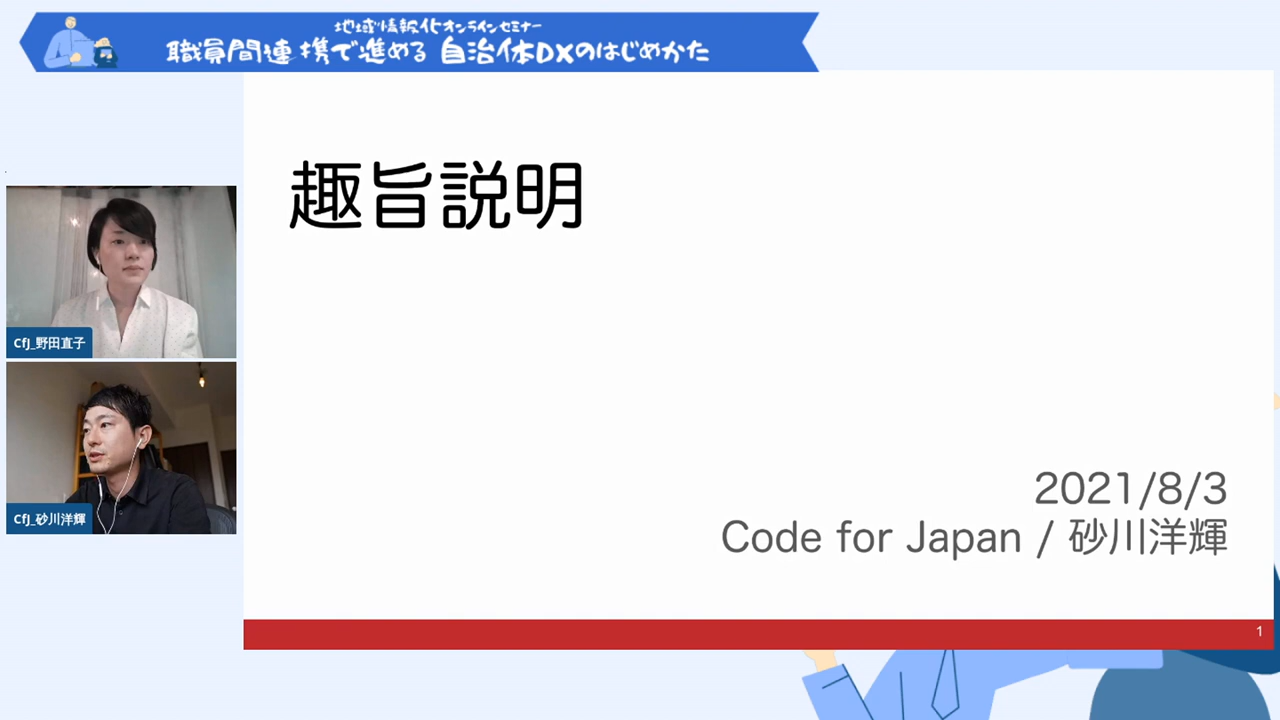 地域情報化オンラインセミナー
職員間連携で進める 自治体DXのはじめかた
趣旨説明
CfJ_野田直子
CfJ_砂川洋輝
2021/8/3
Code for Japan / 砂川洋輝
1